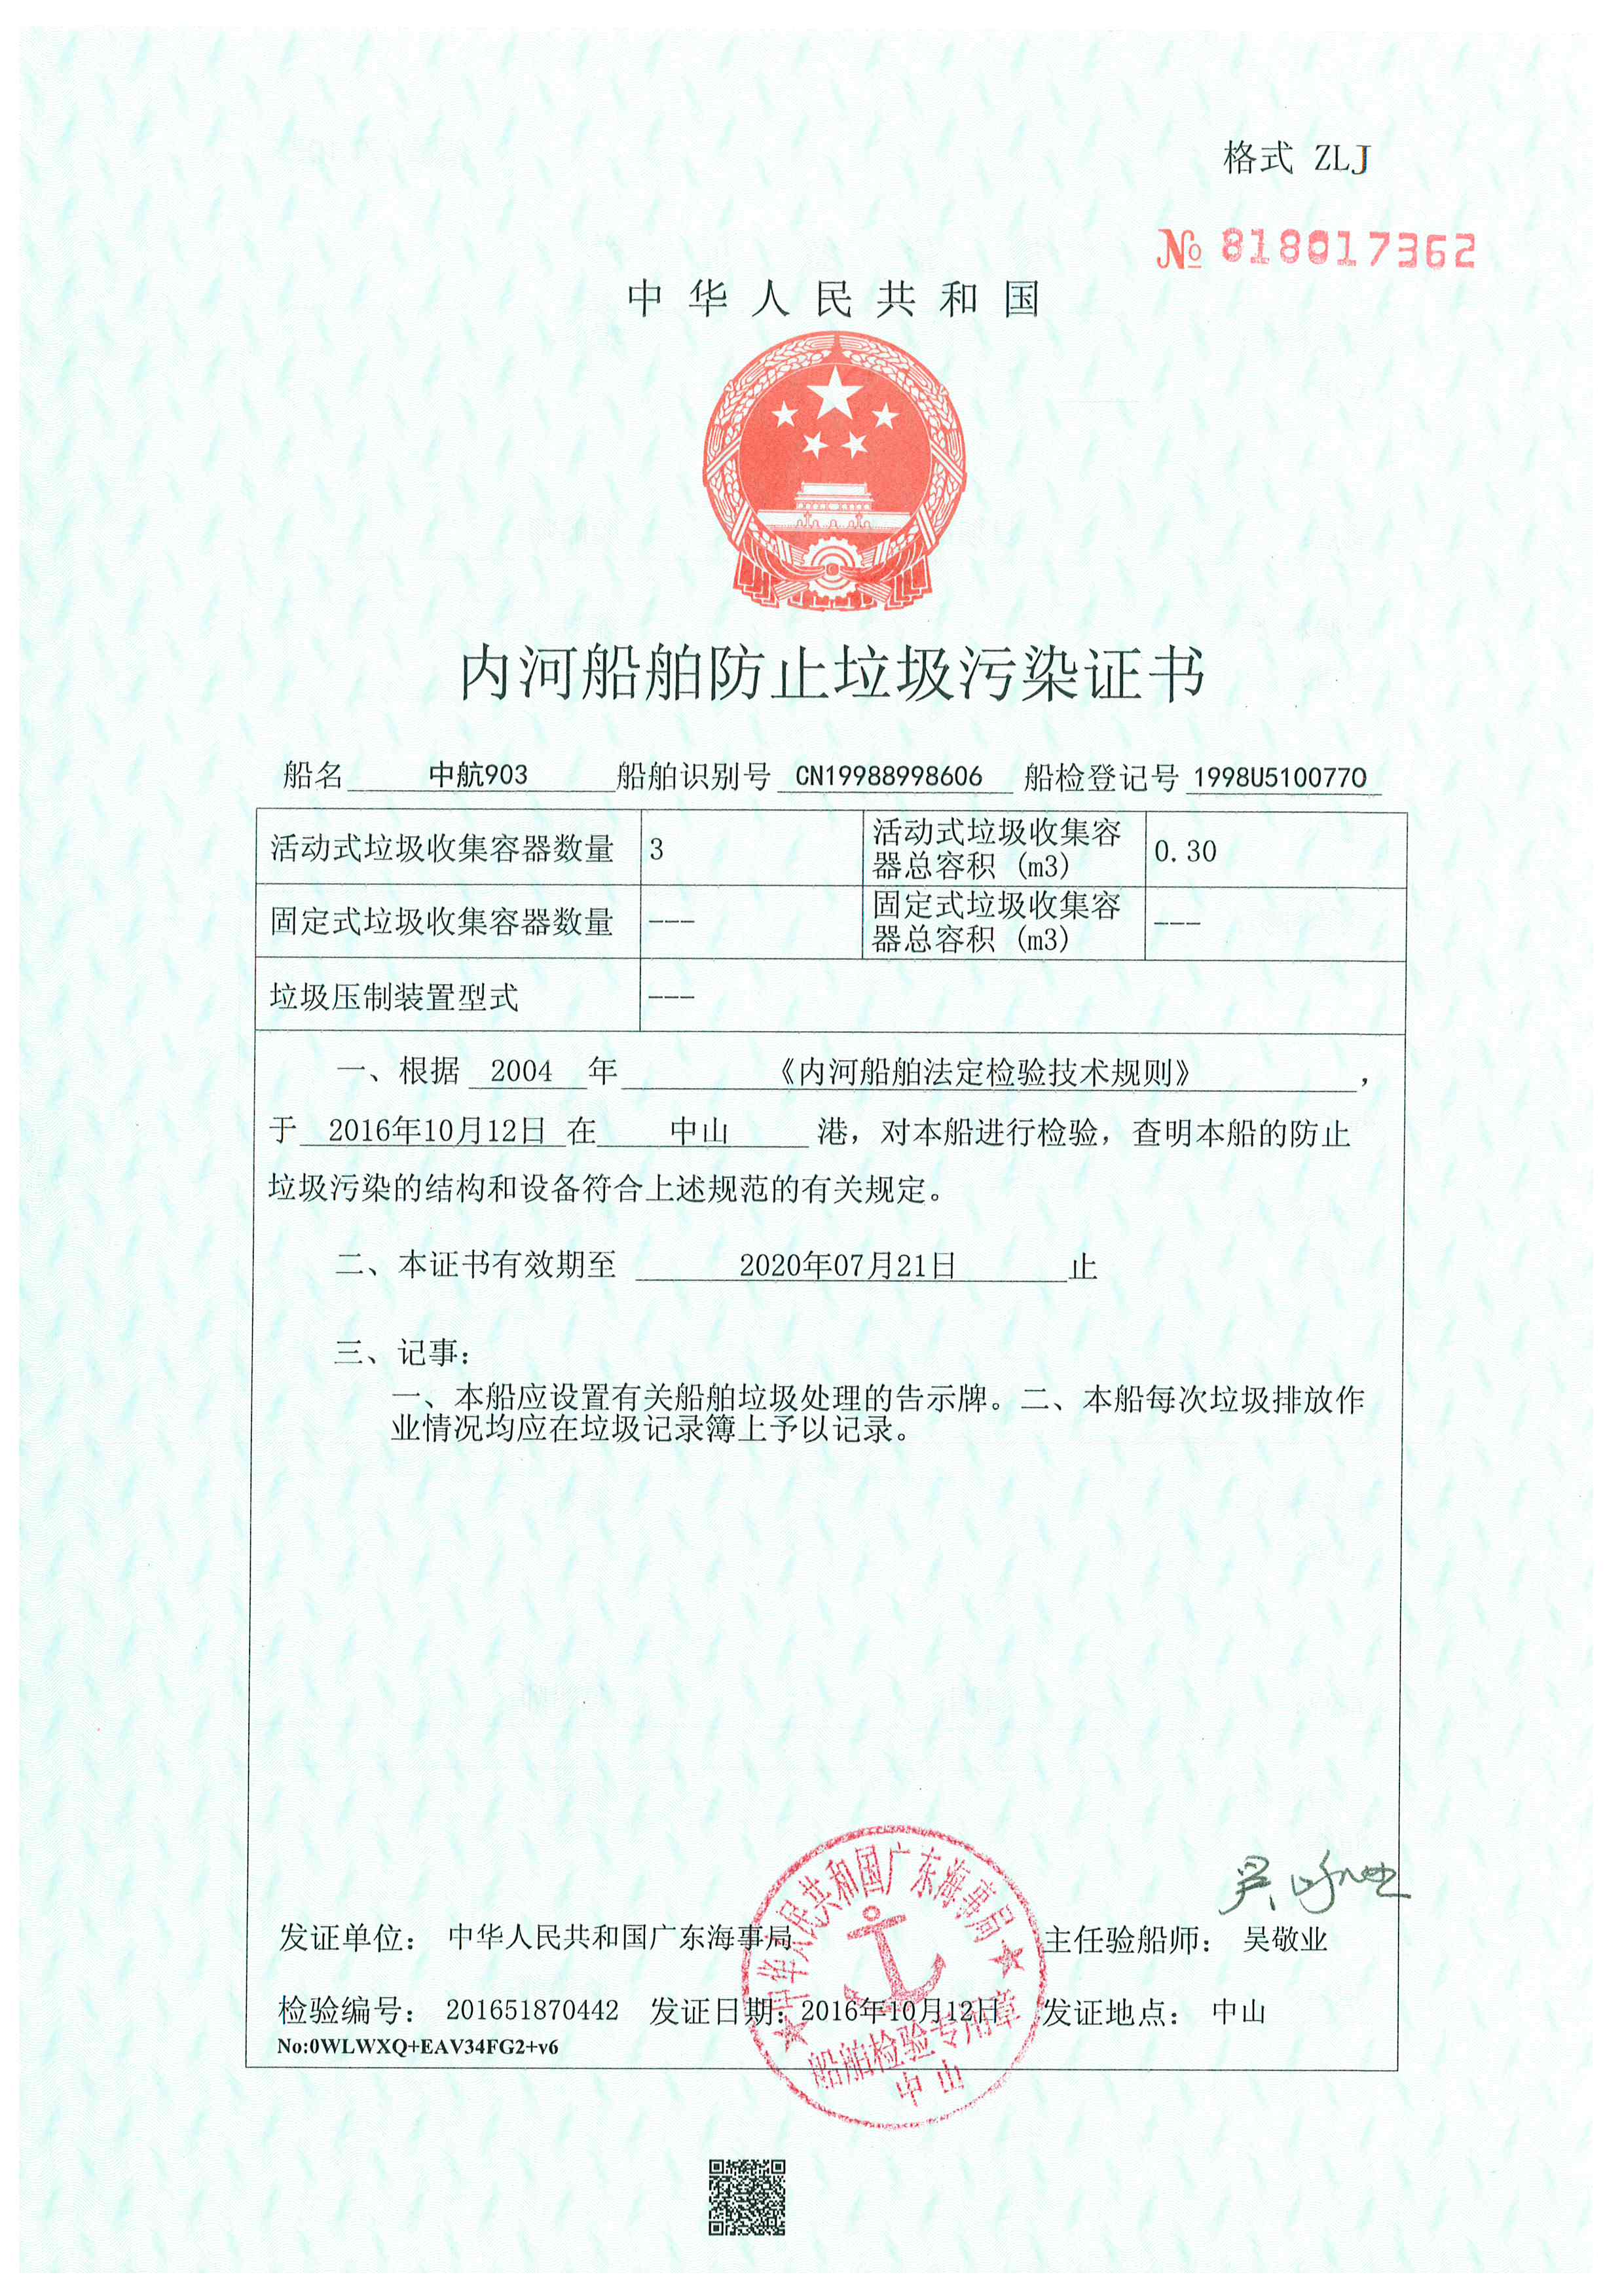 格式 ZLJ
№ 818017362
中华人民共和国
内河船舶防止垃圾污染证书
船名 中航903 船舶识别号 CN19988998606 船检登记号 1998U5100770
活动式垃圾收集容器数量 3 活动式垃圾收集容
器总容积 (m3) 0.30
固定式垃圾收集容器数量 --- 固定式垃圾收集容
器总容积 (m3) ---
垃圾压制装置型式 ---
一、根据 2004 年 《内河船舶法定检验技术规则》，
于 2016年10月12日 在 中山 港，对本船进行检验，查明本船的防止
垃圾污染的结构和设备符合上述规范的有关规定。
二、本证书有效期至 2020年07月21日 止
三、记事：
一、本船应设置有关船舶垃圾处理的告示牌。二、本船每次垃圾排放作
业情况均应在垃圾记录簿上予以记录。
中华人民共和国广东海事局
船舶检验专用章
中山
发证单位： 中华人民共和国广东海事局 主任验船师： 吴敬业
检验编号： 201651870442 发证日期：2016年10月12日 发证地点： 中山
No:0WLWXQ+EAV34FG2+v6